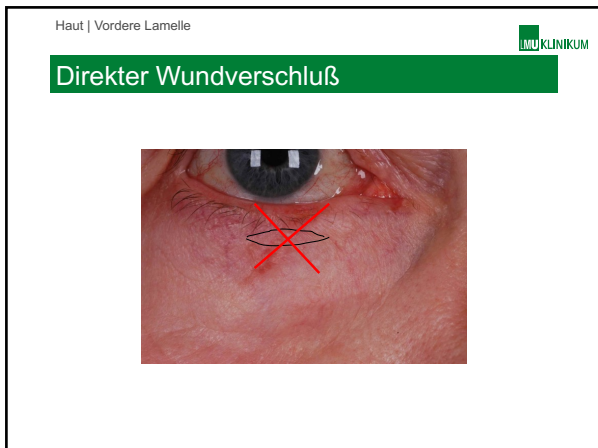 Haut | Vordere Lamelle
LMU KLINIKUM
Direkter Wundverschluß